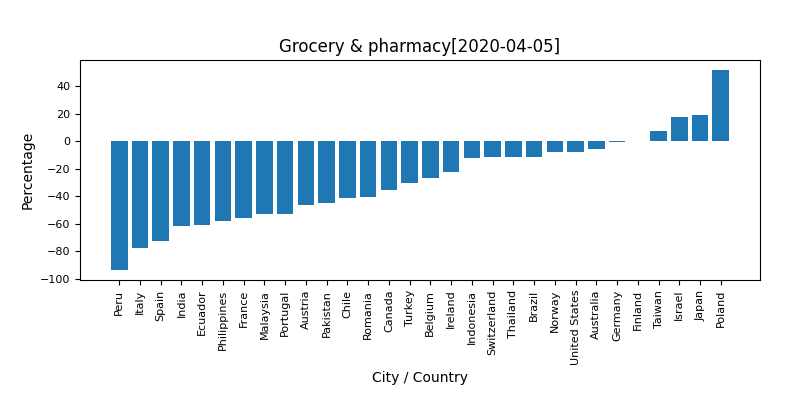 Grocery & pharmacy[2020-04-05]
Percentage
40
20
0
−20
−40
−60
−80
−100
Peru
Italy
Spain
India
Ecuador
Philippines
France
Malaysia
Portugal
Austria
Pakistan
Chile
Romania
Canada
Turkey
Belgium
Ireland
Indonesia
Switzerland
Thailand
Brazil
Norway
United States
Australia
Germany
Finland
Taiwan
Israel
Japan
Poland
City / Country